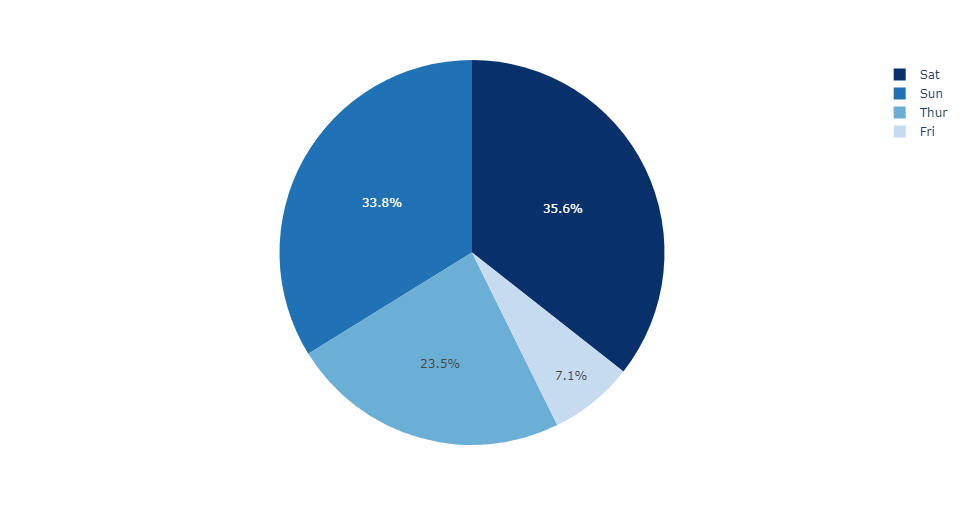 Sat
Sun
Thur
Fri
33.8%
35.6%
23.5%
7.1%